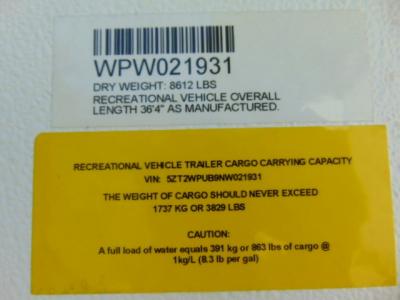 WPW021931
DRY WEIGHT: 8612 LBS
RECREATIONAL VEHICLE OVERALL
LENGTH 36'4" AS MANUFACTURED.
RECREATIONAL VEHICLE TRAILER CARGO CARRYING CAPACITY
VIN: 5ZT2WPUB9NW021931
THE WEIGHT OF CARGO SHOULD NEVER EXCEED
1737 KG OR 3829 LBS
CAUTION:
A full load of water equals 391 kg or 863 lbs of cargo @
1kg/L (8.3 lb per gal)